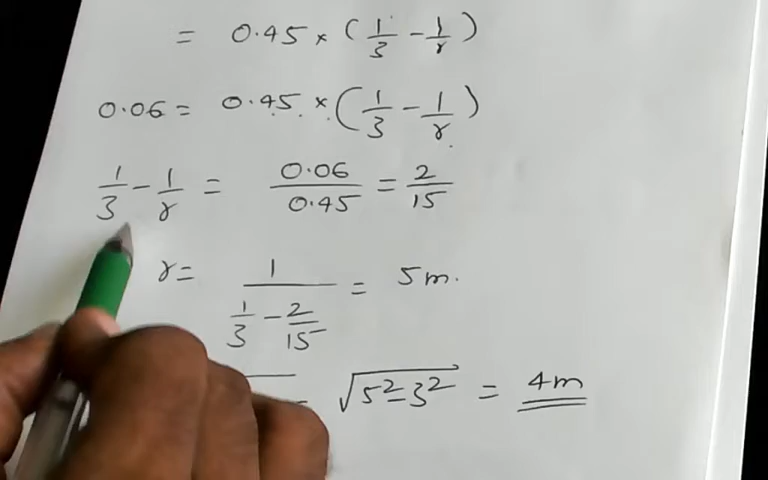 = 0.45 × (1/3 - 1/r)
0.06 = 0.45 × (1/3 - 1/r)
1/3 - 1/r = 0.06/0.45 = 2/15
r = 1/(1/3 - 2/15) = 5m.
√(5² - 3²) = 4m